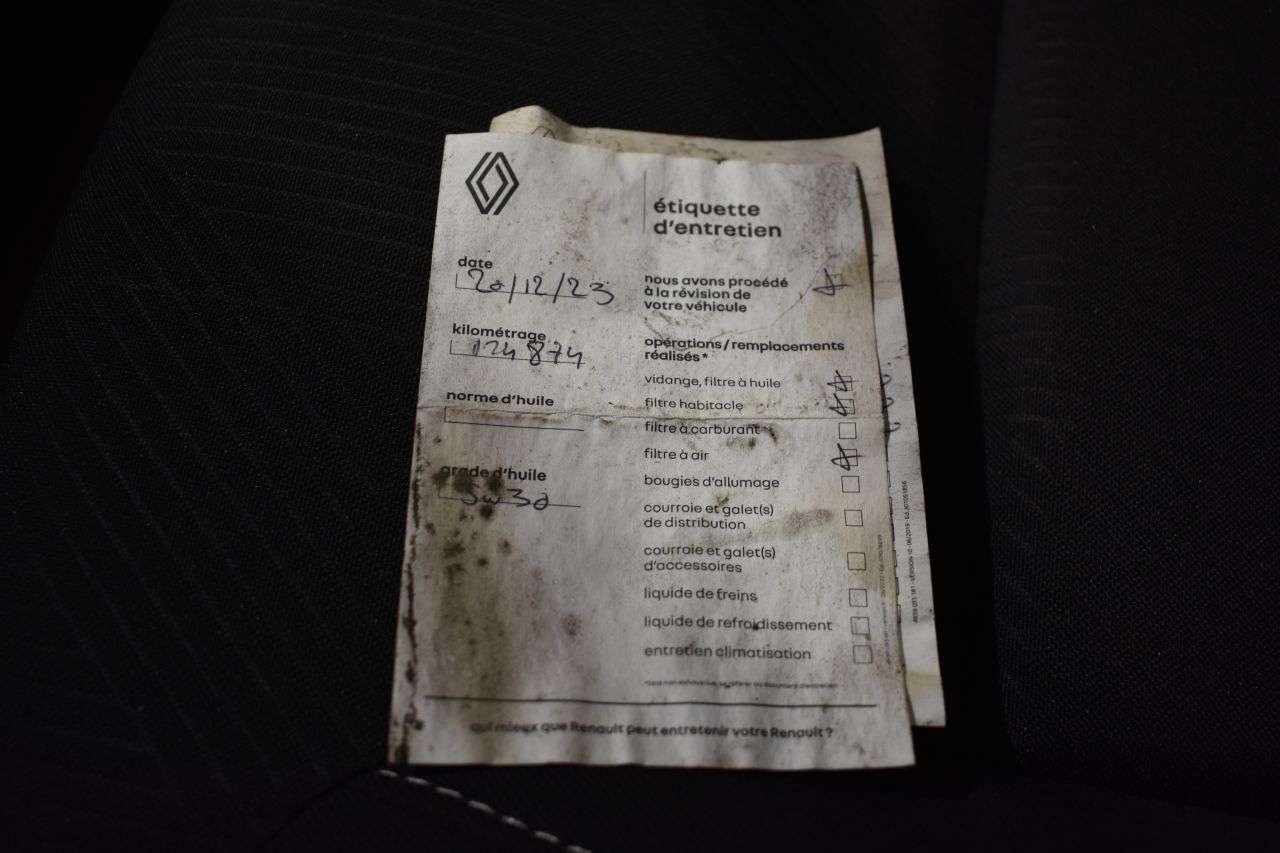 étiquette
d'entretien
date
20/12/23
nous avons procédé
à la révision de
votre véhicule
kilométrage
124874
opérations/remplacements
réalisés*
vidange, filtre à huile
norme d'huile
filtre habitacle
filtre à carburant
filtre à air
grade d'huile
5w30
bougies d'allumage
courroie et galet(s)
de distribution
courroie et galet(s)
d'accessoires
liquide de freins
liquide de refroidissement
entretien climatisation
qui mieux que Renault peut entretenir votre Renault ?